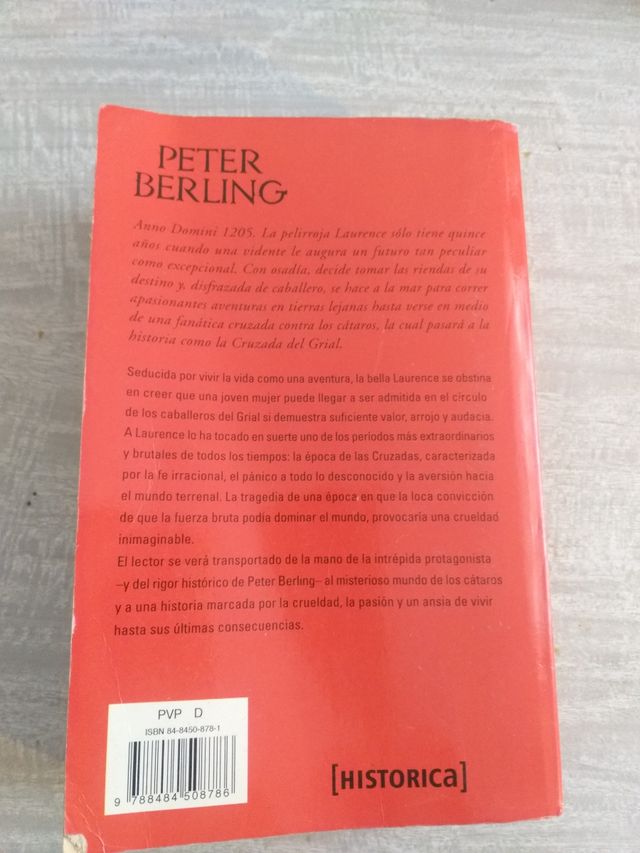 PETER
BERLING
Anno Domini 1205. La pelirroja Laurence sólo tiene quince
años cuando una vidente le augura un futuro tan peculiar
como excepcional. Con osadía, decide tomar las riendas de su
destino y, disfrazada de caballero, se hace a la mar para correr
apasionantes aventuras en tierras lejanas hasta verse en medio
de una fanática cruzada contra los cátaros, la cual pasará a la
historia como la Cruzada del Grial.
Seducida por vivir la vida como una aventura, la bella Laurence se obstina
en creer que una joven mujer puede llegar a ser admitida en el círculo
de los caballeros del Grial si demuestra suficiente valor, arrojo y audacia.
A Laurence lo ha tocado en suerte uno de los periodos más extraordinarios
y brutales de todos los tiempos: la época de las Cruzadas, caracterizada
por la fe irracional, el pánico a todo lo desconocido y la aversión hacia
el mundo terrenal. La tragedia de una época en que la loca convicción
de que la fuerza bruta podía dominar el mundo, provocaría una crueldad
inimaginable.
El lector se verá transportado de la mano de la intrépida protagonista
–y del rigor histórico de Peter Berling– al misterioso mundo de los cátaros
y a una historia marcada por la crueldad, la pasión y un ansia de vivir
hasta sus últimas consecuencias.
PVP D
ISBN 84-8450-878-1
9 788484 508786
[HISTORICa]